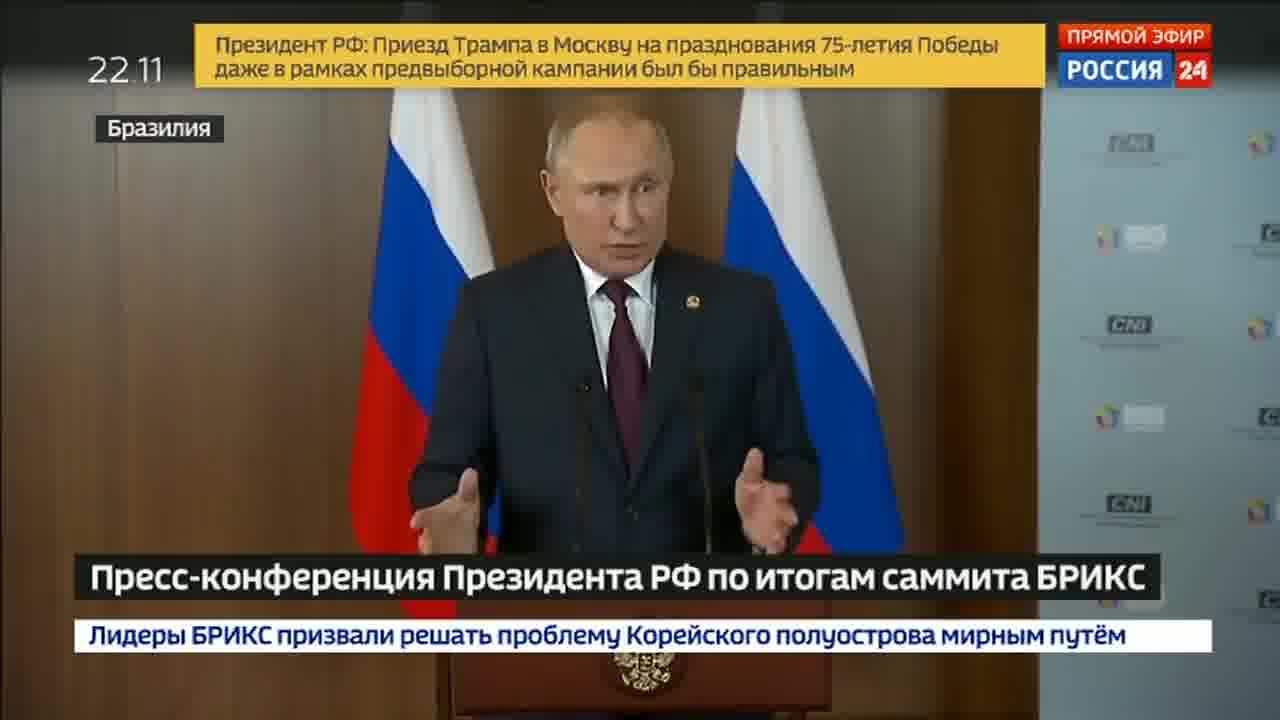 22.11
Президент РФ: Приезд Трампа в Москву на празднования 75-летия Победы
даже в рамках предвыборной кампании был бы правильным
ПРЯМОЙ ЭФИР
РОССИЯ 24
Бразилия
CNI
CNI
CNI
Пресс-конференция Президента РФ по итогам саммита БРИКС
Лидеры БРИКС призвали решать проблему Корейского полуострова мирным путём